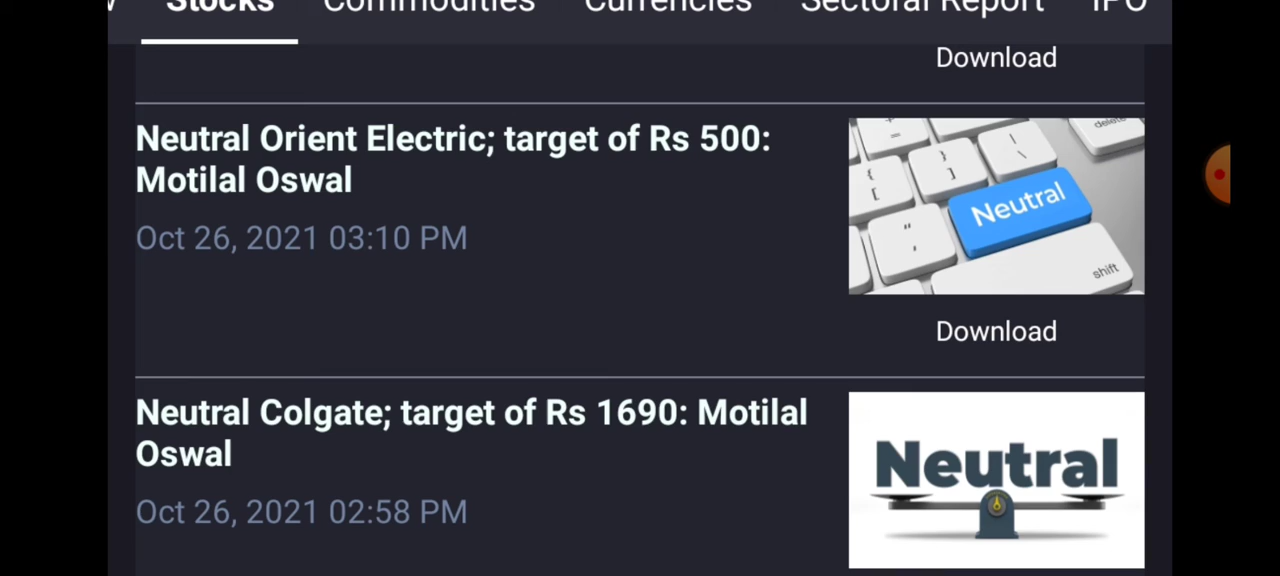 Stocks Commodities Currencies Sectoral Report IPO
Download
Neutral Orient Electric; target of Rs 500:
Motilal Oswal
Oct 26, 2021 03:10 PM
delete
+
=
{
[
}
]
|
\
Neutral
"
,
shift
Download
Neutral Colgate; target of Rs 1690: Motilal
Oswal
Oct 26, 2021 02:58 PM
Neutral